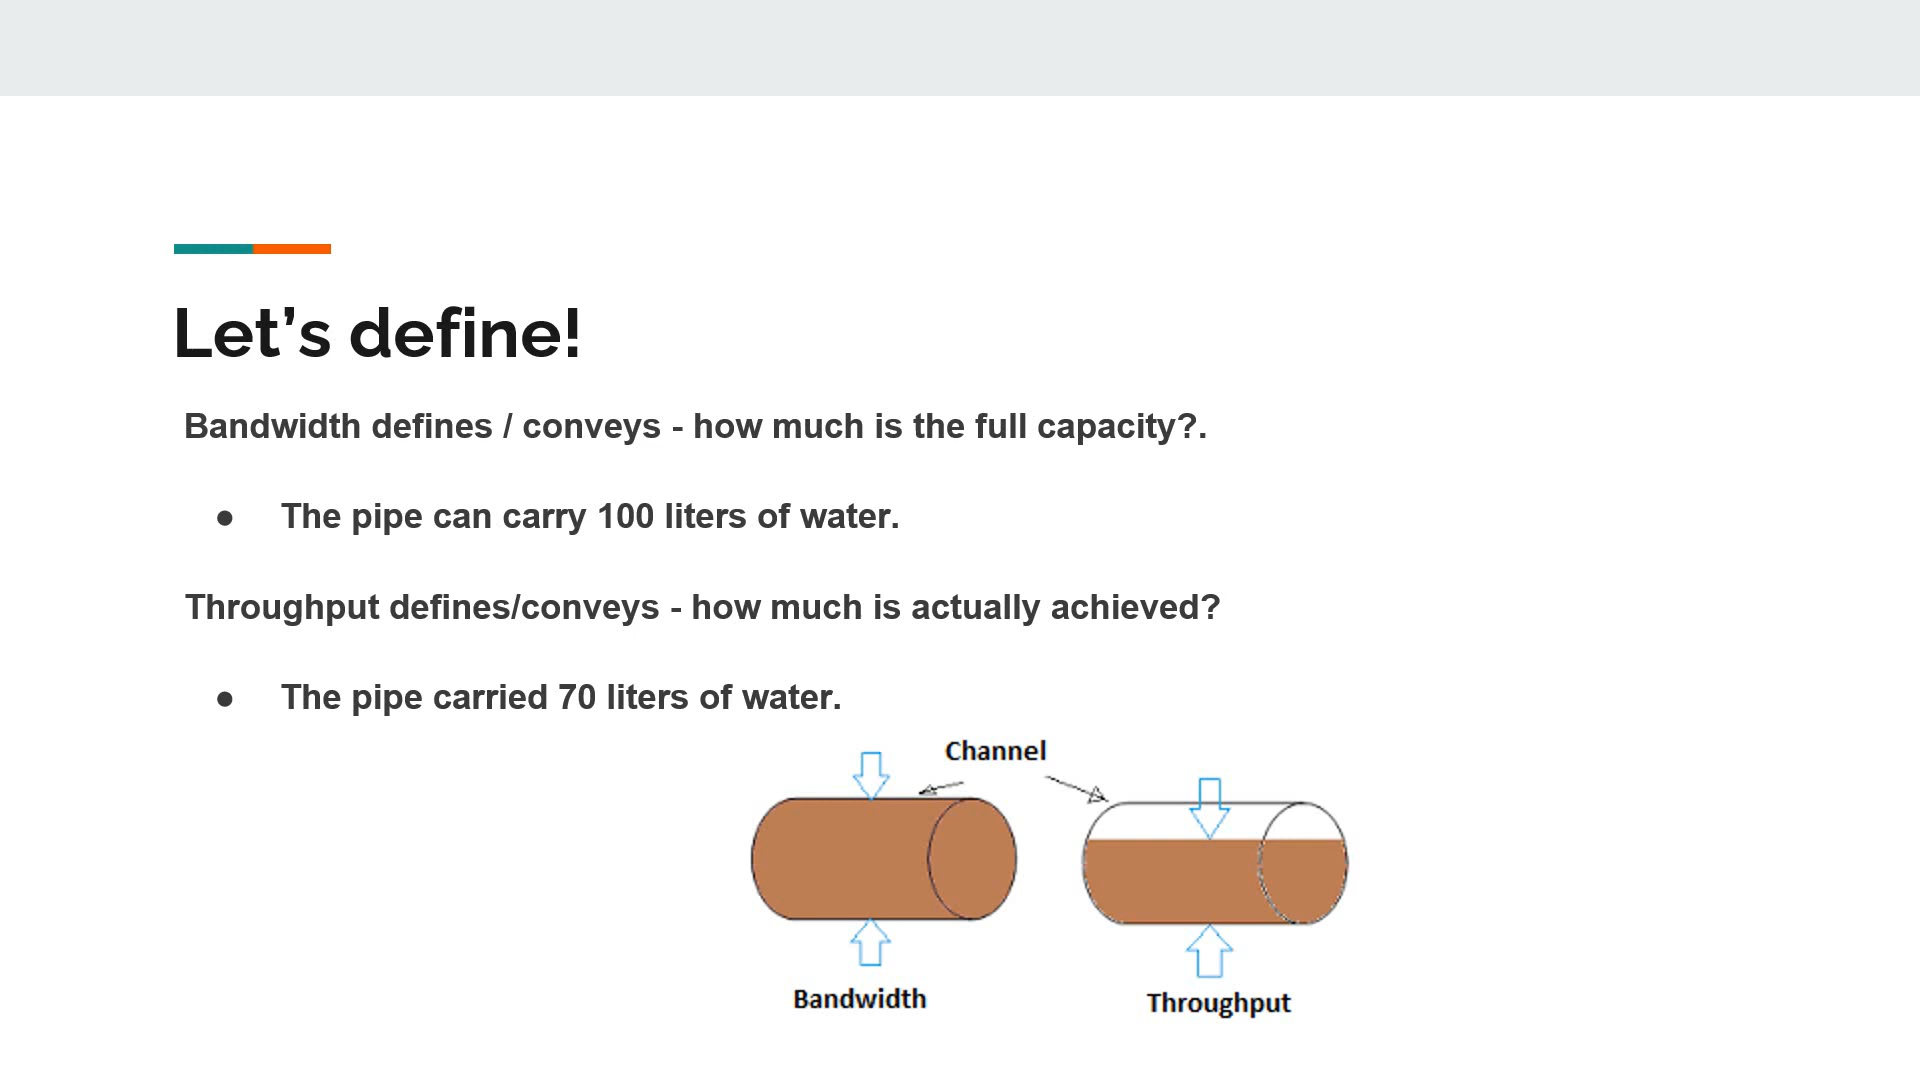 Let’s define!
Bandwidth defines / conveys - how much is the full capacity?.
● The pipe can carry 100 liters of water.
Throughput defines/conveys - how much is actually achieved?
● The pipe carried 70 liters of water.
Channel
Bandwidth
Throughput